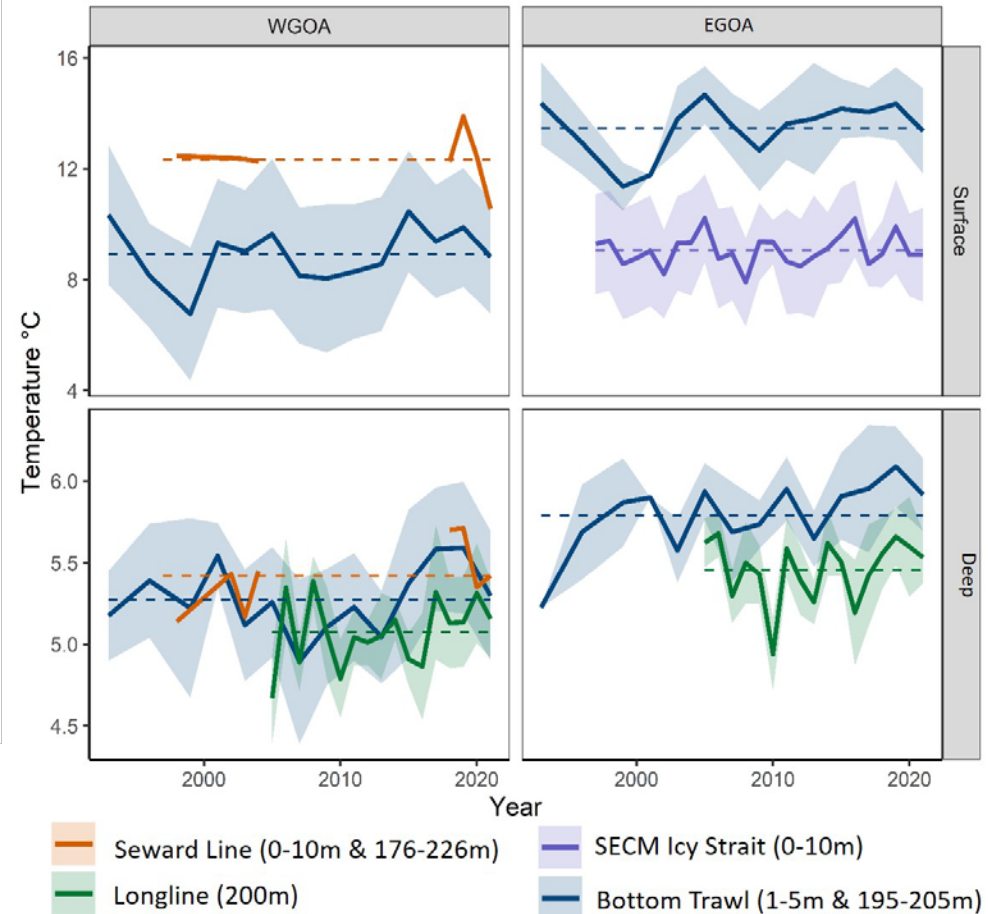 WGOA
EGOA
16
12
8
4
Surface
Temperature °C
6.0
5.5
5.0
4.5
Deep
2000
2010
2020
2000
2010
2020
Year
Seward Line (0-10m & 176-226m)
SECM Icy Strait (0-10m)
Longline (200m)
Bottom Trawl (1-5m & 195-205m)